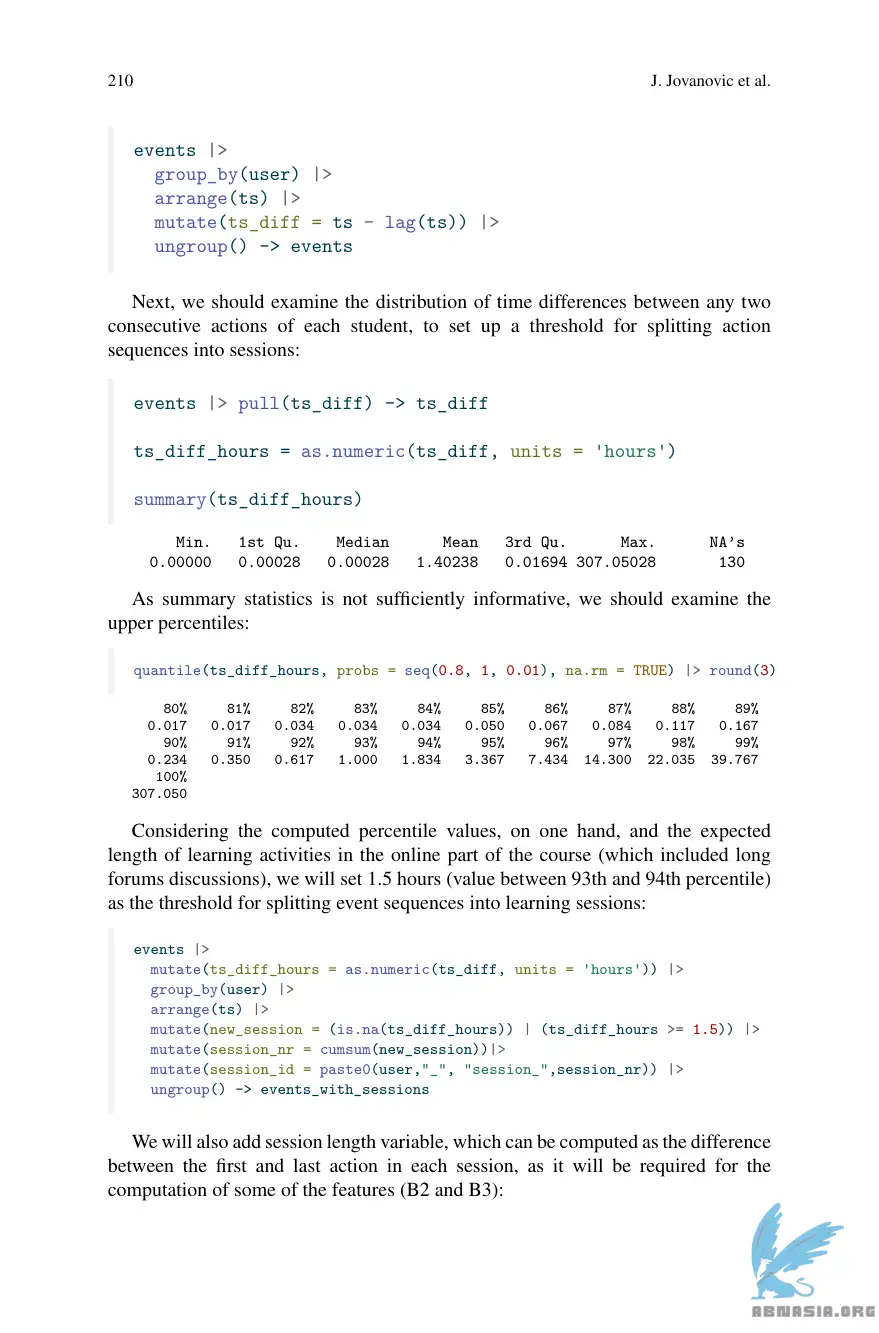 210 J. Jovanovic et al.
events |>
group_by(user) |>
arrange(ts) |>
mutate(ts_diff = ts - lag(ts)) |>
ungroup() -> events
Next, we should examine the distribution of time differences between any two
consecutive actions of each student, to set up a threshold for splitting action
sequences into sessions:
events |> pull(ts_diff) -> ts_diff
ts_diff_hours = as.numeric(ts_diff, units = 'hours')
summary(ts_diff_hours)
Min. 1st Qu. Median Mean 3rd Qu. Max. NA's
0.00000 0.00028 0.00028 1.40238 0.01694 307.05028 130
As summary statistics is not sufficiently informative, we should examine the
upper percentiles:
quantile(ts_diff_hours, probs = seq(0.8, 1, 0.01), na.rm = TRUE) |> round(3)
80% 81% 82% 83% 84% 85% 86% 87% 88% 89%
0.017 0.017 0.034 0.034 0.034 0.050 0.067 0.084 0.117 0.167
90% 91% 92% 93% 94% 95% 96% 97% 98% 99%
0.234 0.350 0.617 1.000 1.834 3.367 7.434 14.300 22.035 39.767
100%
307.050
Considering the computed percentile values, on one hand, and the expected
length of learning activities in the online part of the course (which included long
forums discussions), we will set 1.5 hours (value between 93th and 94th percentile)
as the threshold for splitting event sequences into learning sessions:
events |>
mutate(ts_diff_hours = as.numeric(ts_diff, units = 'hours')) |>
group_by(user) |>
arrange(ts) |>
mutate(new_session = (is.na(ts_diff_hours)) | (ts_diff_hours >= 1.5)) |>
mutate(session_nr = cumsum(new_session))|>
mutate(session_id = paste0(user,"_", "session_",session_nr)) |>
ungroup() -> events_with_sessions
We will also add session length variable, which can be computed as the difference
between the first and last action in each session, as it will be required for the
computation of some of the features (B2 and B3):
ABNASIA.ORG